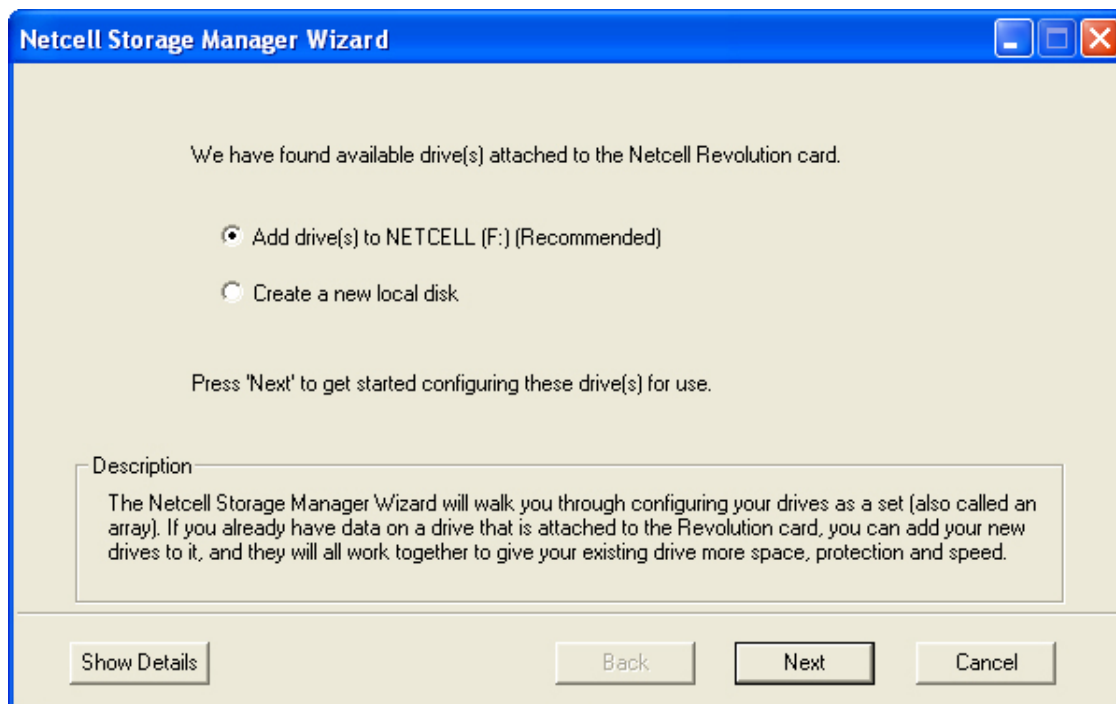 Netcell Storage Manager Wizard
We have found available drive(s) attached to the Netcell Revolution card.
Add drive(s) to NETCELL (F:) (Recommended)
Create a new local disk
Press 'Next' to get started configuring these drive(s) for use.
Description
The Netcell Storage Manager Wizard will walk you through configuring your drives as a set (also called an
array). If you already have data on a drive that is attached to the Revolution card, you can add your new
drives to it, and they will all work together to give your existing drive more space, protection and speed.
Show Details
Back
Next
Cancel